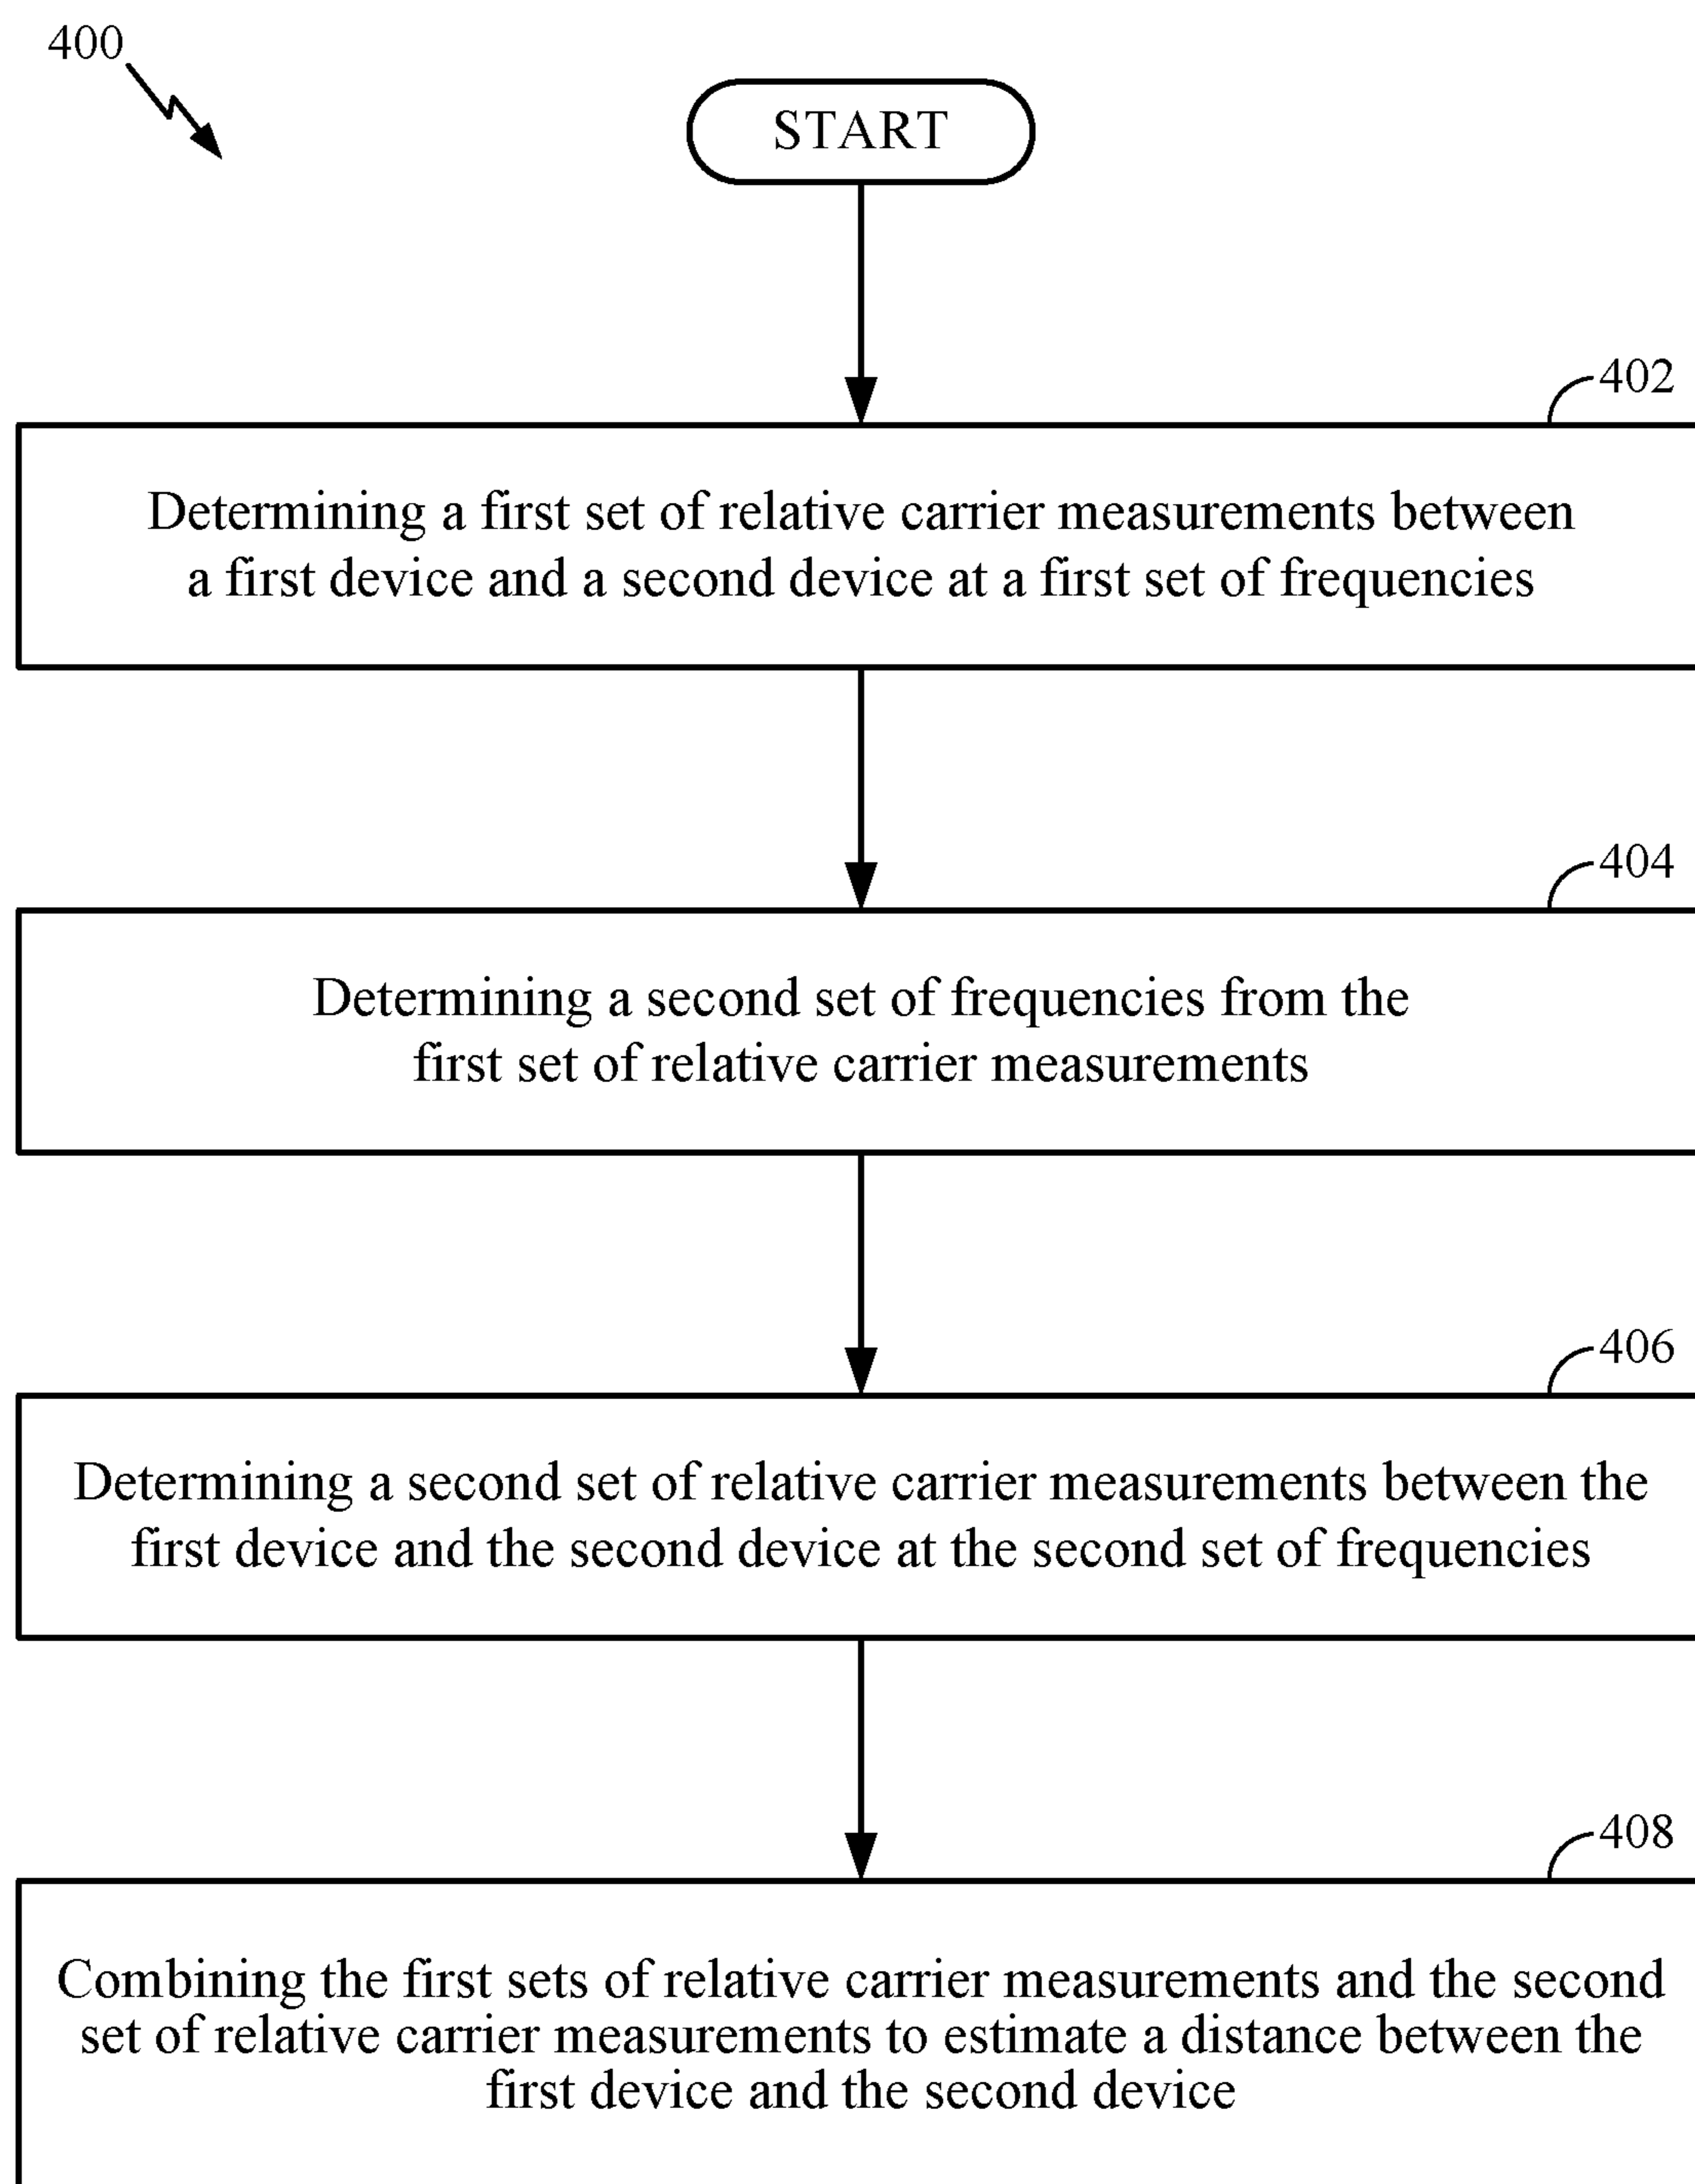 400
START
402
Determining a first set of relative carrier measurements between
a first device and a second device at a first set of frequencies
404
Determining a second set of frequencies from the
first set of relative carrier measurements
406
Determining a second set of relative carrier measurements between the
first device and the second device at the second set of frequencies
408
Combining the first sets of relative carrier measurements and the second
set of relative carrier measurements to estimate a distance between the
first device and the second device